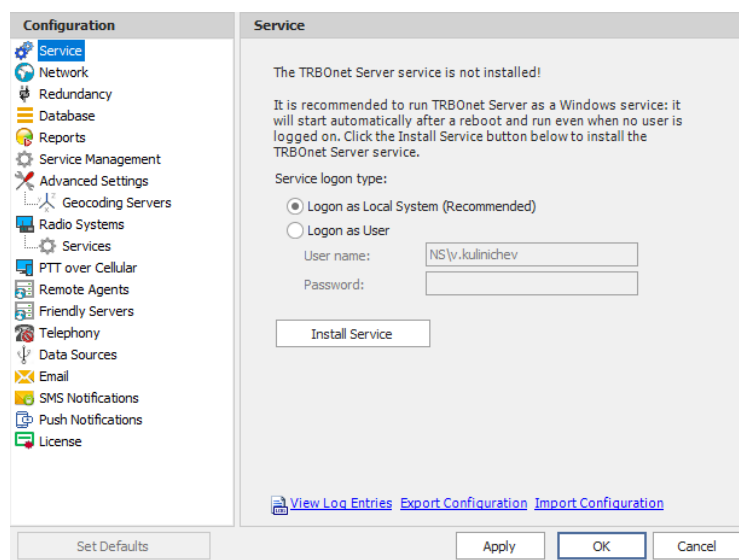 Configuration
Service
Network
Redundancy
Database
Reports
Service Management
Advanced Settings
Geocoding Servers
Radio Systems
Services
PTT over Cellular
Remote Agents
Friendly Servers
Telephony
Data Sources
Email
SMS Notifications
Push Notifications
License
Set Defaults
Service
The TRBOnet Server service is not installed!
It is recommended to run TRBOnet Server as a Windows service: it
will start automatically after a reboot and run even when no user is
logged on. Click the Install Service button below to install the
TRBOnet Server service.
Service logon type:
Logon as Local System (Recommended)
Logon as User
User name: NS\v.kulinichev
Password:
Install Service
View Log Entries Export Configuration Import Configuration
Apply OK Cancel